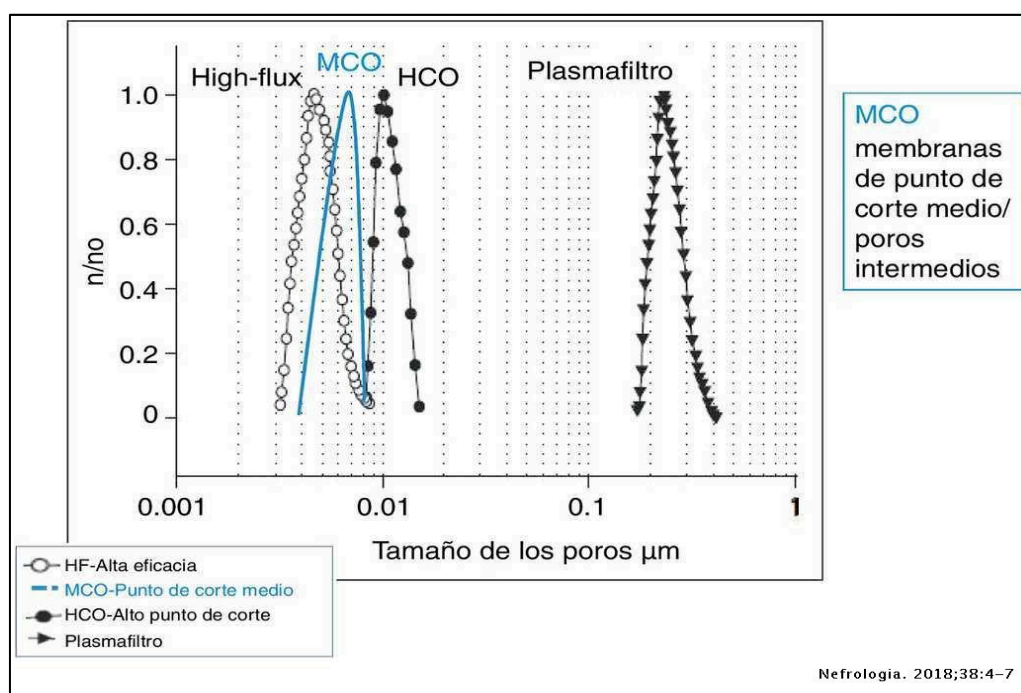 High-flux
MCO
HCO
Plasmafiltro
n/no
1.0
0.8
0.6
0.4
0.2
0
0.001
0.01
0.1
1
Tamaño de los poros µm
HF-Alta eficacia
MCO-Punto de corte medio
HCO-Alto punto de corte
Plasmafiltro
MCO
membranas
de punto de
corte medio/
poros
intermedios
Nefrologia. 2018;38:4–7